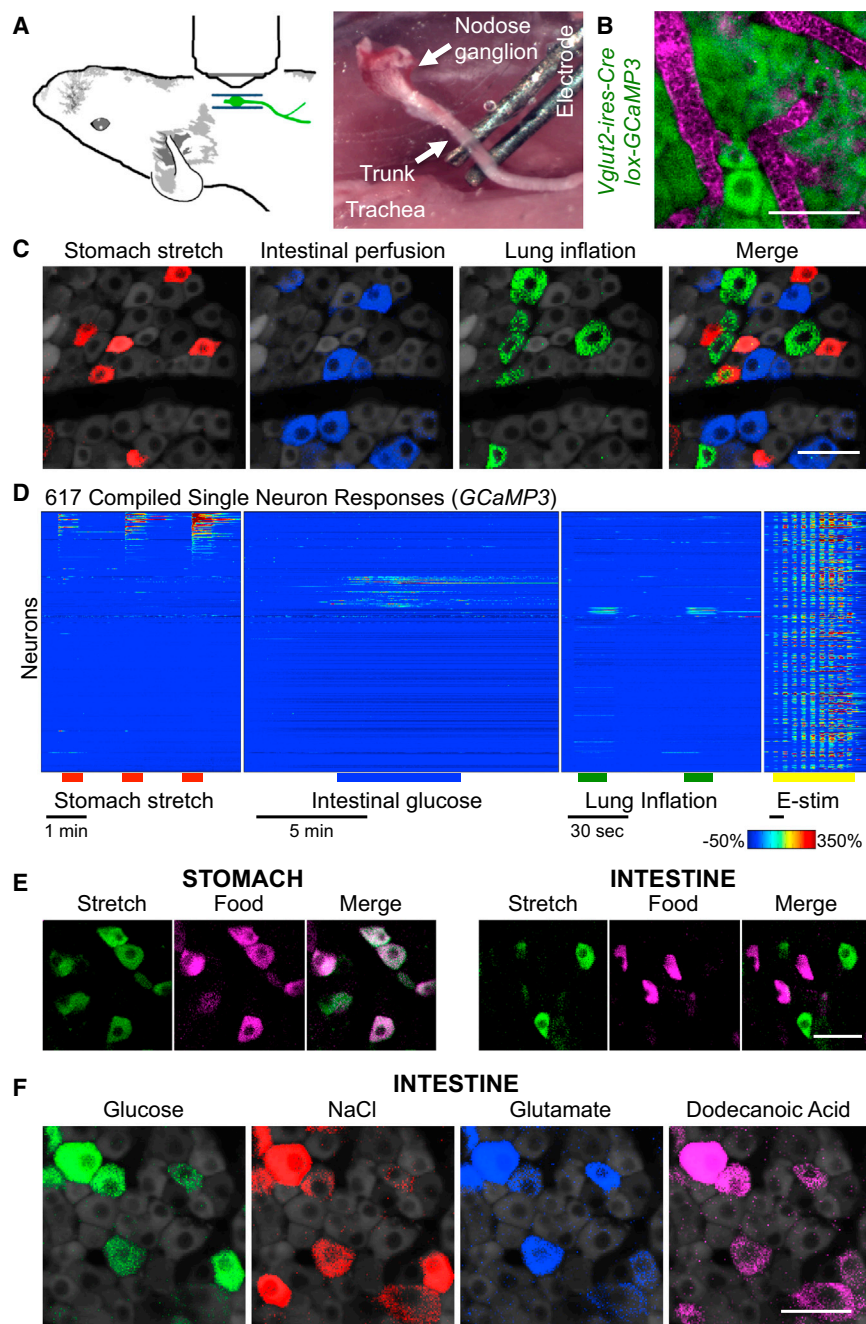 A
Nodose
ganglion
Electrode
Trunk
Trachea
B
Vglut2-ires-Cre
lox-GCaMP3
C
Stomach stretch
Intestinal perfusion
Lung inflation
Merge
D
617 Compiled Single Neuron Responses (GCaMP3)
Neurons
Stomach stretch
Intestinal glucose
Lung Inflation
E-stim
1 min
5 min
30 sec
-50%
350%
E
STOMACH
INTESTINE
Stretch
Food
Merge
Stretch
Food
Merge
F
INTESTINE
Glucose
NaCl
Glutamate
Dodecanoic Acid